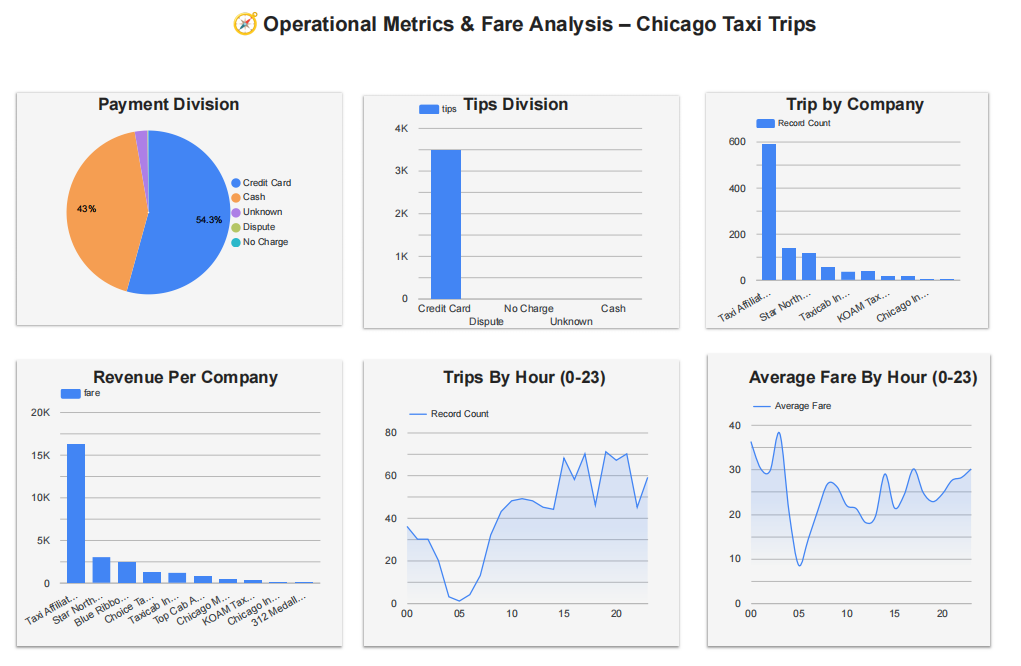 🧭 Operational Metrics & Fare Analysis – Chicago Taxi Trips
Payment Division
43%
54.3%
Credit Card
Cash
Unknown
Dispute
No Charge
Tips Division
tips
4K
3K
2K
1K
0
Credit Card
No Charge
Cash
Dispute
Unknown
Trip by Company
Record Count
600
400
200
0
Taxi Affiliat...
Star North...
Taxicab In...
KOAM Tax...
Chicago In...
Revenue Per Company
fare
20K
15K
10K
5K
0
Taxi Affiliat...
Star North...
Blue Ribbo...
Choice Ta...
Taxicab In...
Top Cab A...
Chicago M...
KOAM Tax...
Chicago In...
312 Medall...
Trips By Hour (0-23)
Record Count
80
60
40
20
0
00
05
10
15
20
Average Fare By Hour (0-23)
Average Fare
40
30
20
10
0
00
05
10
15
20